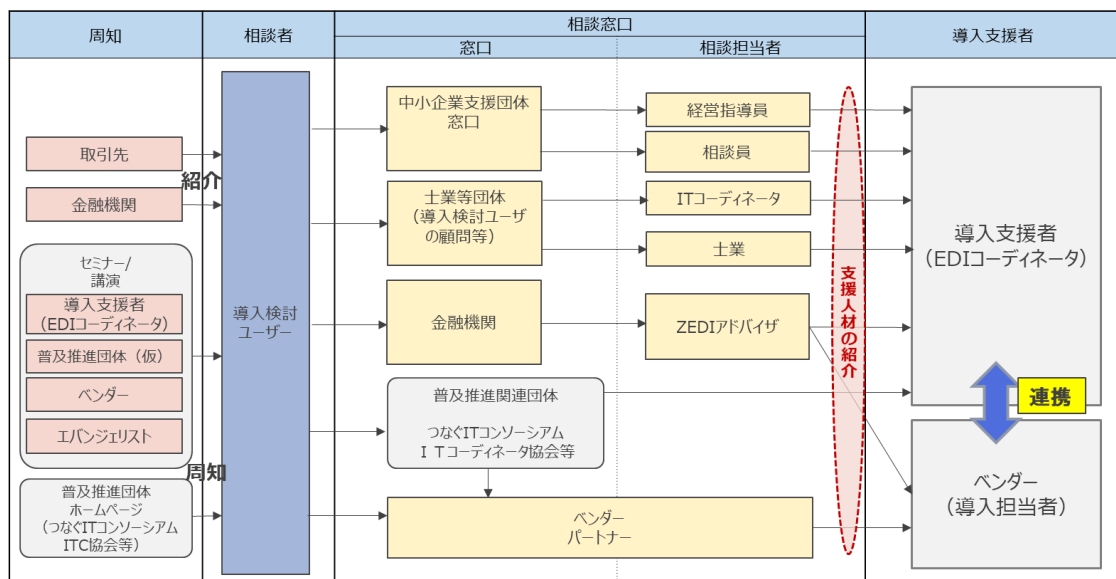 周知
相談者
相談窓口
窓口
相談担当者
導入支援者
取引先
金融機関
紹介
セミナー/
講演
導入支援者
（EDIコーディネータ）
普及推進団体（仮）
ベンダー
エバンジェリスト
周知
普及推進団体
ホームページ
（つなぐITコンソーシアム
ITC協会等）
導入検討
ユーザー
中小企業支援団体
窓口
士業等団体
（導入検討ユーザ
の顧問等）
金融機関
普及推進関連団体
つなぐITコンソーシアム
ＩＴコーディネータ協会等
ベンダー
パートナー
経営指導員
相談員
ITコーディネータ
士業
ZEDIアドバイザ
支援人材の紹介
導入支援者
（EDIコーディネータ）
連携
ベンダー
（導入担当者）